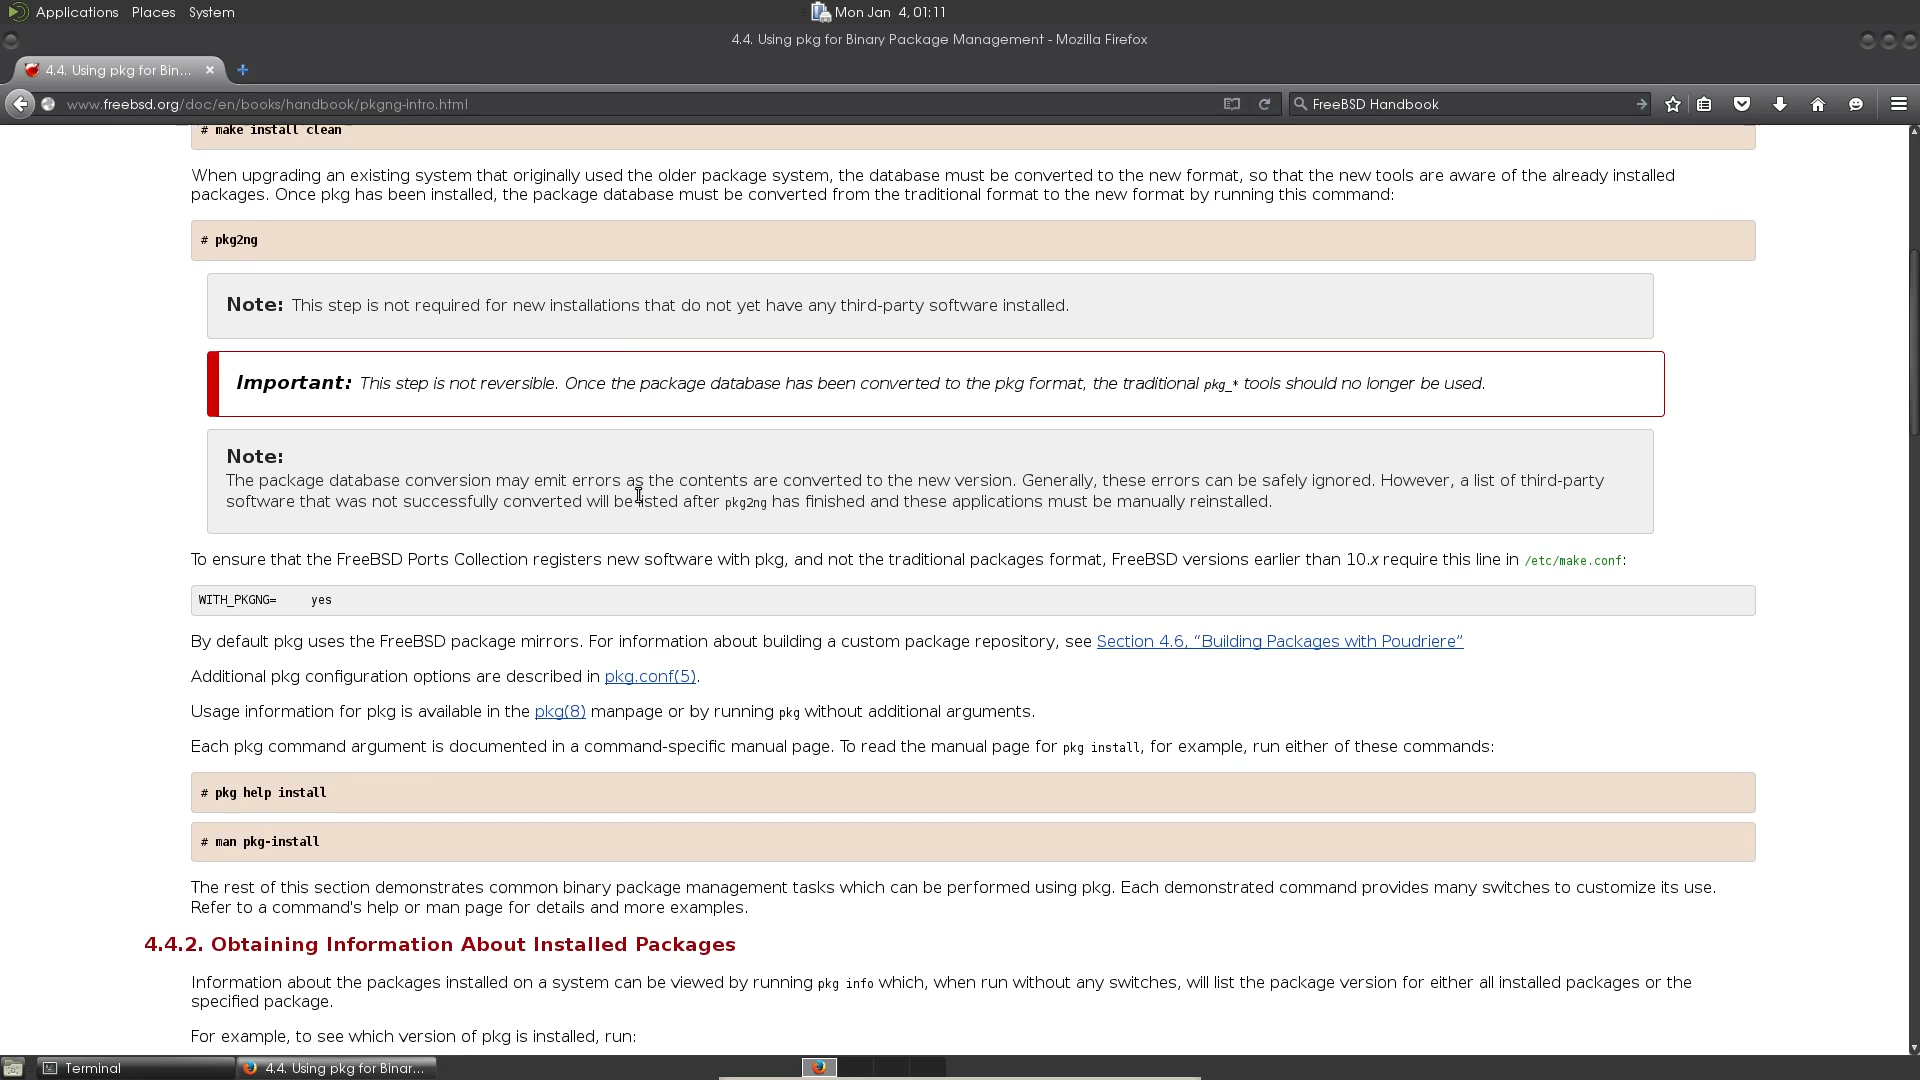 Applications Places System Mon Jan 4, 01:11
4.4. Using pkg for Binary Package Management - Mozilla Firefox
4.4. Using pkg for Bin...
www.freebsd.org/doc/en/books/handbook/pkgng-intro.html FreeBSD Handbook
# make install clean
When upgrading an existing system that originally used the older package system, the database must be converted to the new format, so that the new tools are aware of the already installed
packages. Once pkg has been installed, the package database must be converted from the traditional format to the new format by running this command:
# pkg2ng
Note: This step is not required for new installations that do not yet have any third-party software installed.
Important: This step is not reversible. Once the package database has been converted to the pkg format, the traditional pkg_* tools should no longer be used.
Note:
The package database conversion may emit errors as the contents are converted to the new version. Generally, these errors can be safely ignored. However, a list of third-party
software that was not successfully converted will be listed after pkg2ng has finished and these applications must be manually reinstalled.
To ensure that the FreeBSD Ports Collection registers new software with pkg, and not the traditional packages format, FreeBSD versions earlier than 10.x require this line in /etc/make.conf:
WITH_PKGNG= yes
By default pkg uses the FreeBSD package mirrors. For information about building a custom package repository, see Section 4.6, “Building Packages with Poudriere”
Additional pkg configuration options are described in pkg.conf(5).
Usage information for pkg is available in the pkg(8) manpage or by running pkg without additional arguments.
Each pkg command argument is documented in a command-specific manual page. To read the manual page for pkg install, for example, run either of these commands:
# pkg help install
# man pkg-install
The rest of this section demonstrates common binary package management tasks which can be performed using pkg. Each demonstrated command provides many switches to customize its use.
Refer to a command's help or man page for details and more examples.
4.4.2. Obtaining Information About Installed Packages
Information about the packages installed on a system can be viewed by running pkg info which, when run without any switches, will list the package version for either all installed packages or the
specified package.
For example, to see which version of pkg is installed, run:
Terminal 4.4. Using pkg for Binar...